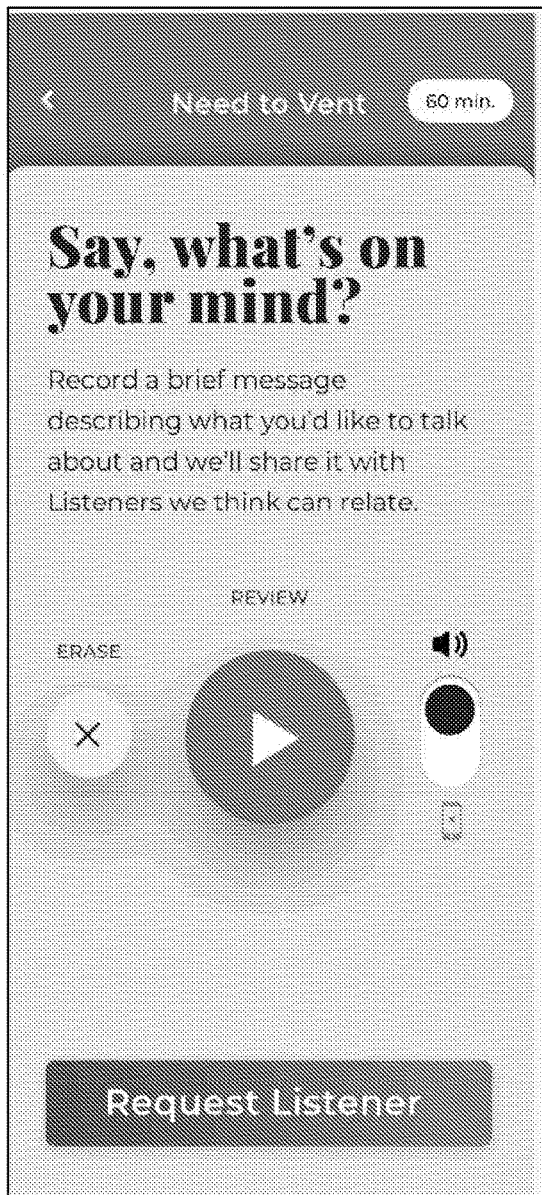 Need to Vent
60 min.
Say, what's on
your mind?
Record a brief message
describing what you'd like to talk
about and we'll share it with
Listeners we think can relate.
REVIEW
ERASE
Request Listener